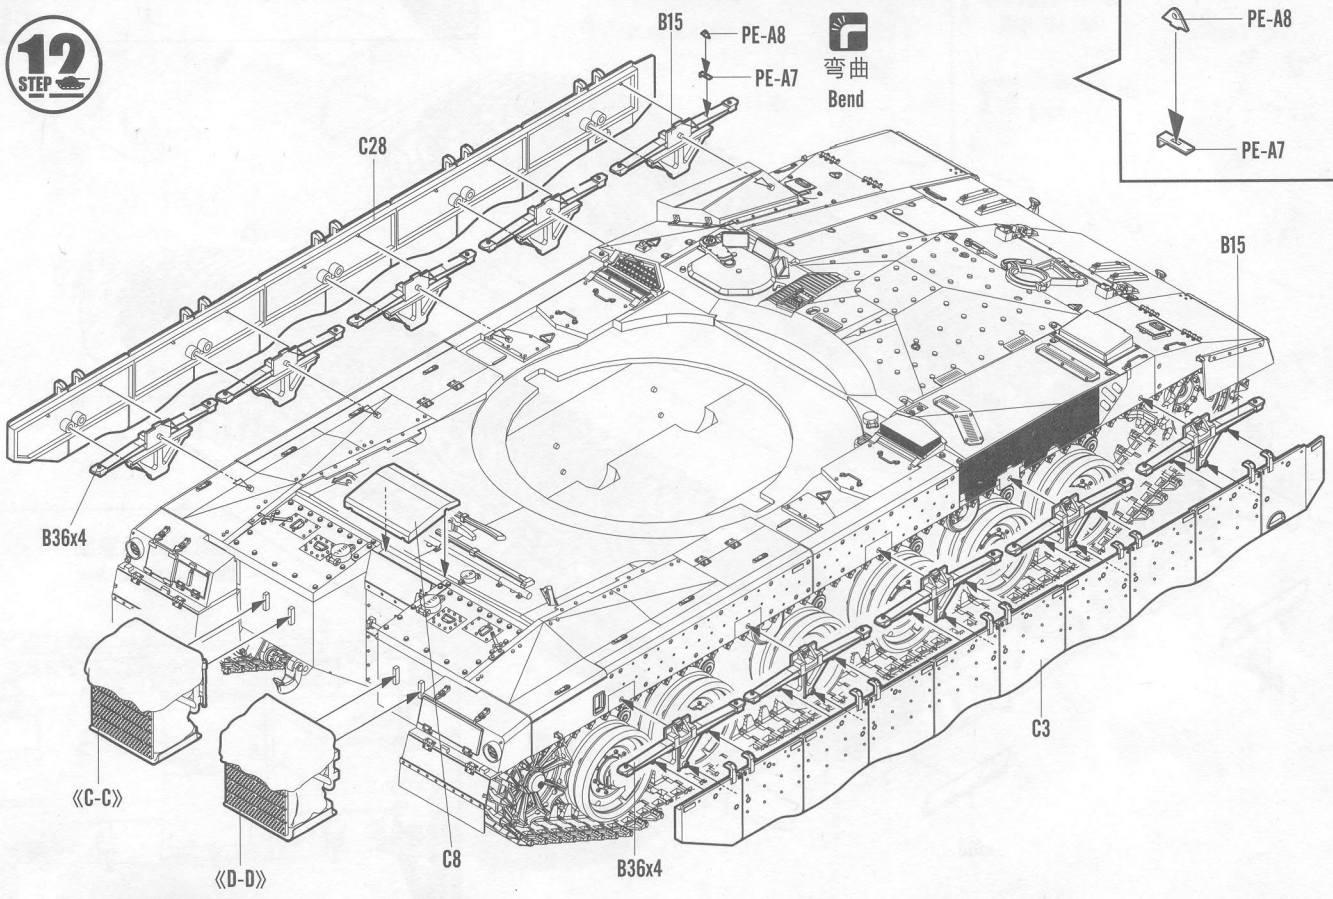 12
STEP
B15
PE-A8
PE-A7
弯曲
Bend
PE-A8
PE-A7
C28
B15
B36x4
C3
《C-C》
C8
B36x4
《D-D》